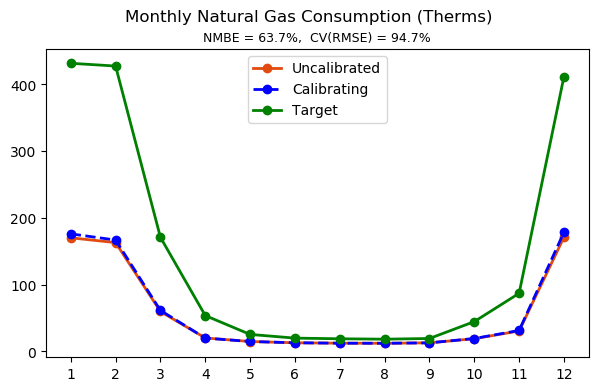 Monthly Natural Gas Consumption (Therms)
NMBE = 63.7%,  CV(RMSE) = 94.7%
Uncalibrated
Calibrating
Target
400
300
200
100
0
1 2 3 4 5 6 7 8 9 10 11 12